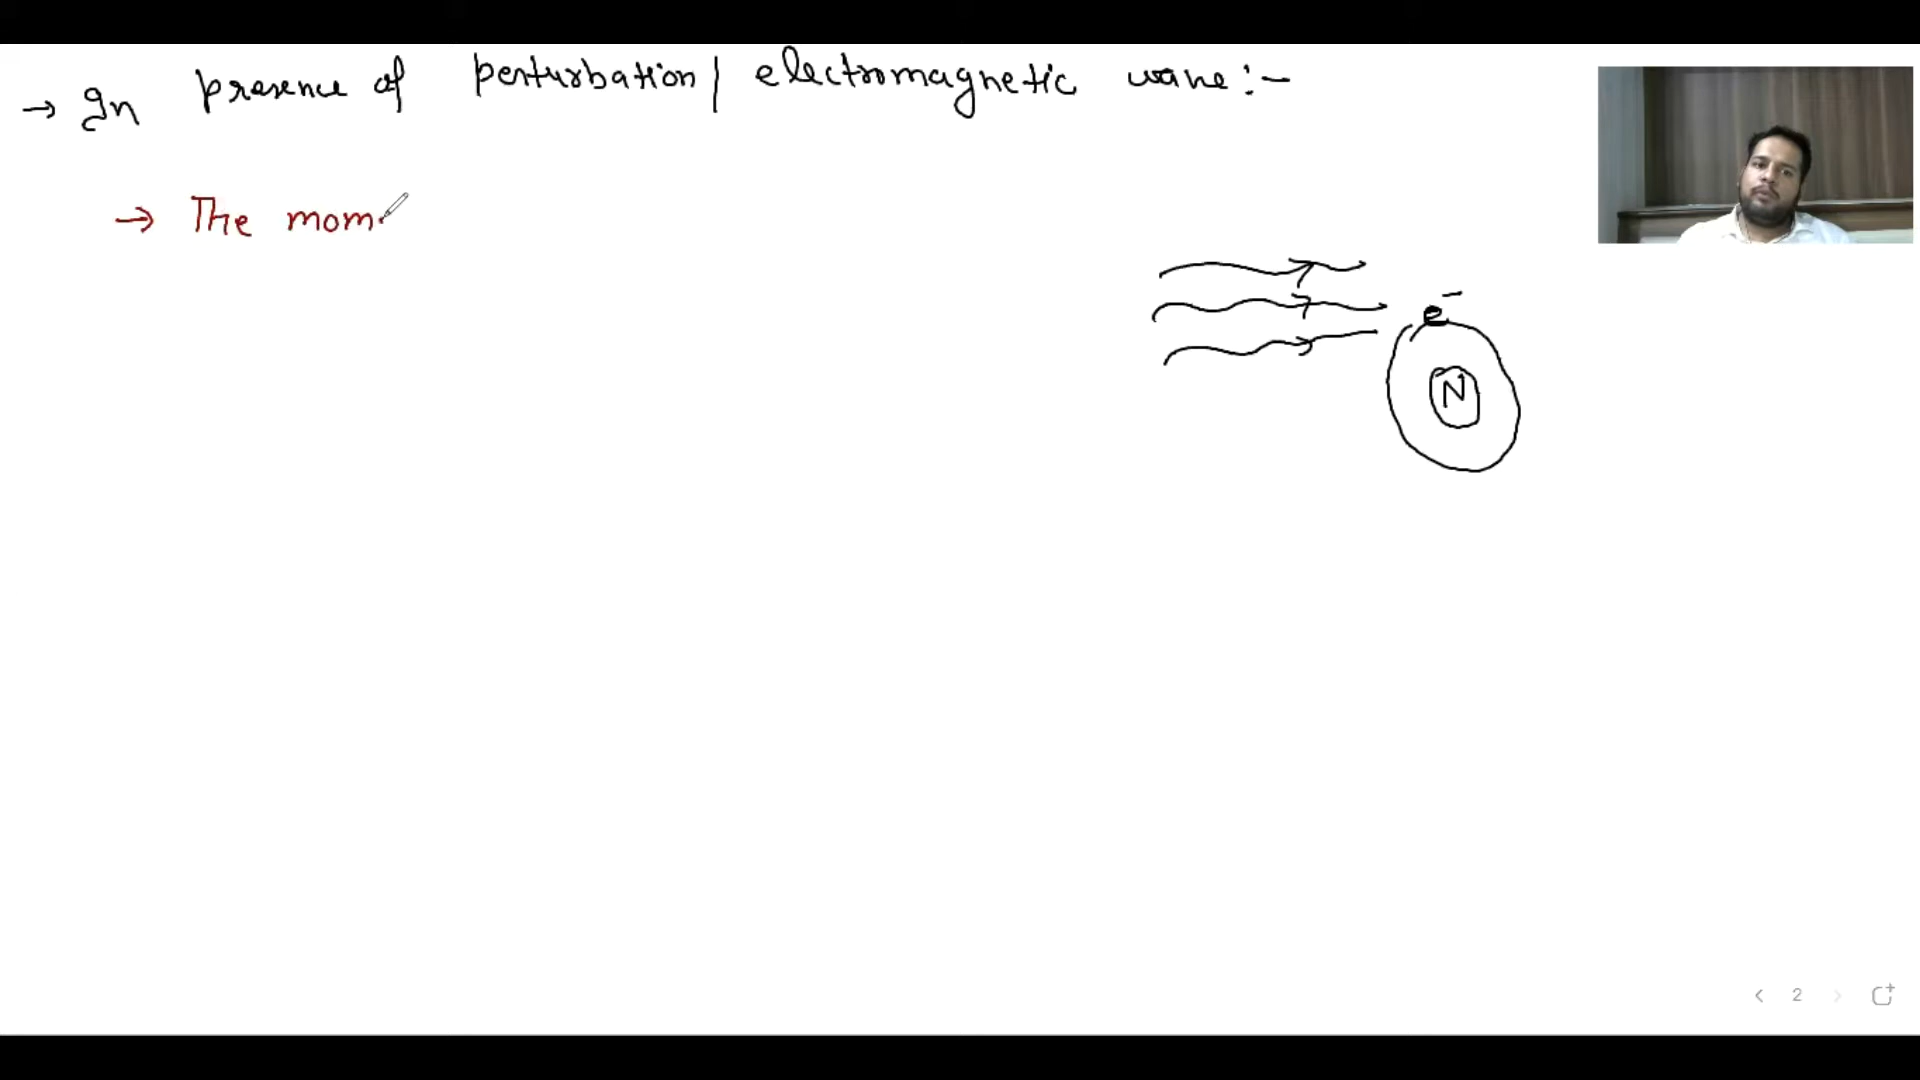 → In presence of perturbation / electromagnetic wave :-
→ The mom
e⁻
N
2